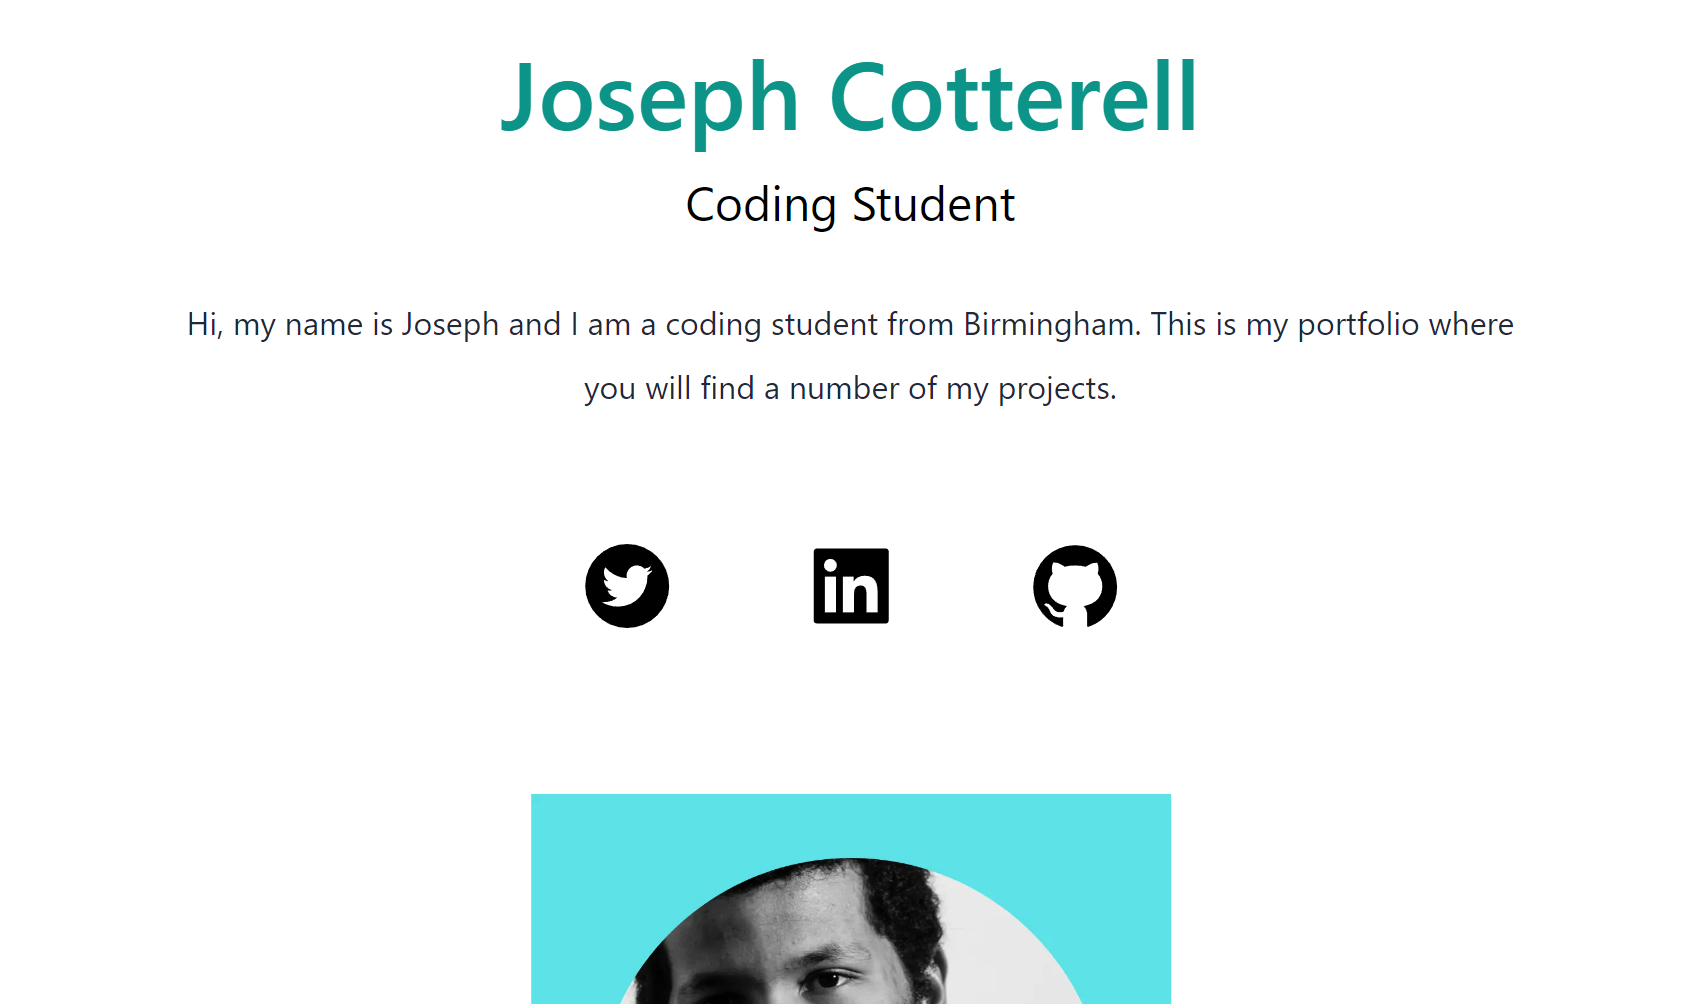 Joseph Cotterell
Coding Student
Hi, my name is Joseph and I am a coding student from Birmingham. This is my portfolio where
you will find a number of my projects.
in